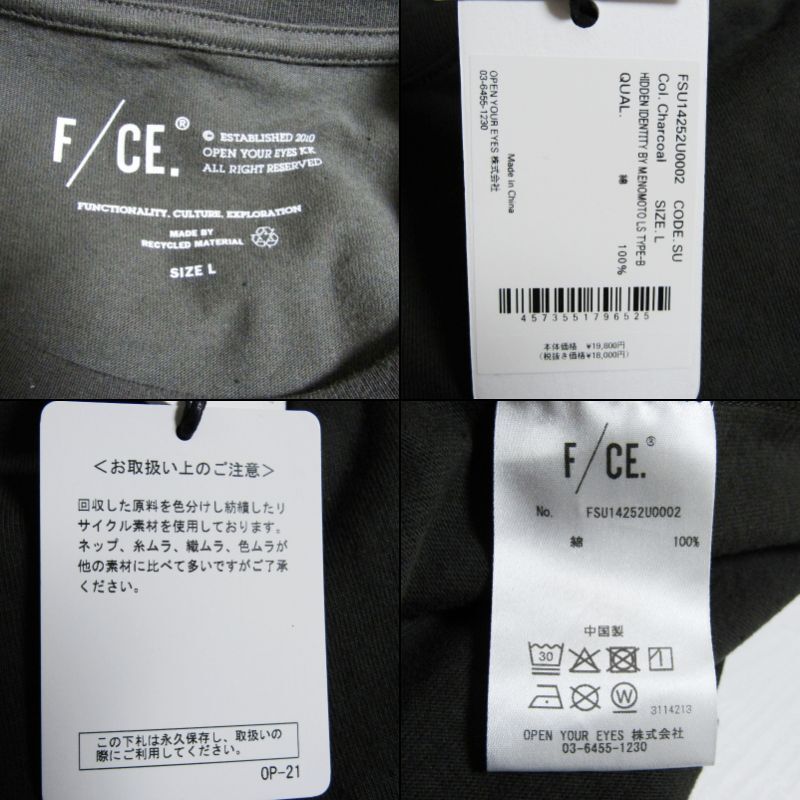 F/CE.®
© ESTABLISHED 2010
OPEN YOUR EYES KK
ALL RIGHT RESERVED
FUNCTIONALITY. CULTURE. EXPLORATION
MADE BY
RECYCLED MATERIAL
SIZE L
FSU14252U0002 CODE. SU
Col. Charcoal SIZE. L
HIDDEN IDENTITY BY MENOMOTO LS TYPE-B
QUAL. 綿 100%
Made in China
OPEN YOUR EYES 株式会社
03-6455-1230
4573551796525
本体価格 ¥19,800円
(税抜き価格¥18,000円)
<お取扱い上のご注意>
回収した原料を色分けし紡績したリ
サイクル素材を使用しております。
ネップ、糸ムラ、織ムラ、色ムラが
他の素材に比べて多いですがご了承
ください。
この下札は永久保存し、取扱いの
際にご利用してください。
OP-21
F/CE.®
No. FSU14252U0002
綿 100%
中国製
30
W
3114213
OPEN YOUR EYES 株式会社
03-6455-1230